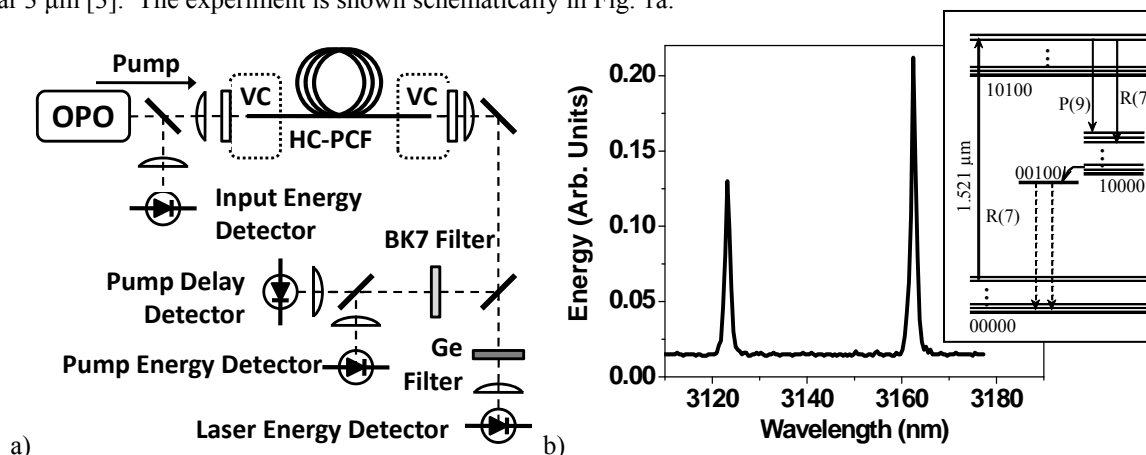 ar 3 µm [5]. The experiment is shown schematically in Fig. 1a.
Pump
OPO
VC
VC
HC-PCF
Input Energy
Detector
BK7 Filter
Pump Delay
Detector
Pump Energy Detector
Ge
Filter
Laser Energy Detector
a)
Energy (Arb. Units)
0.20
0.15
0.10
0.05
0.00
3120
3140
3160
3180
Wavelength (nm)
b)
10100
P(9)
R(7
1.521 µm
R(7)
00100
10000
00000